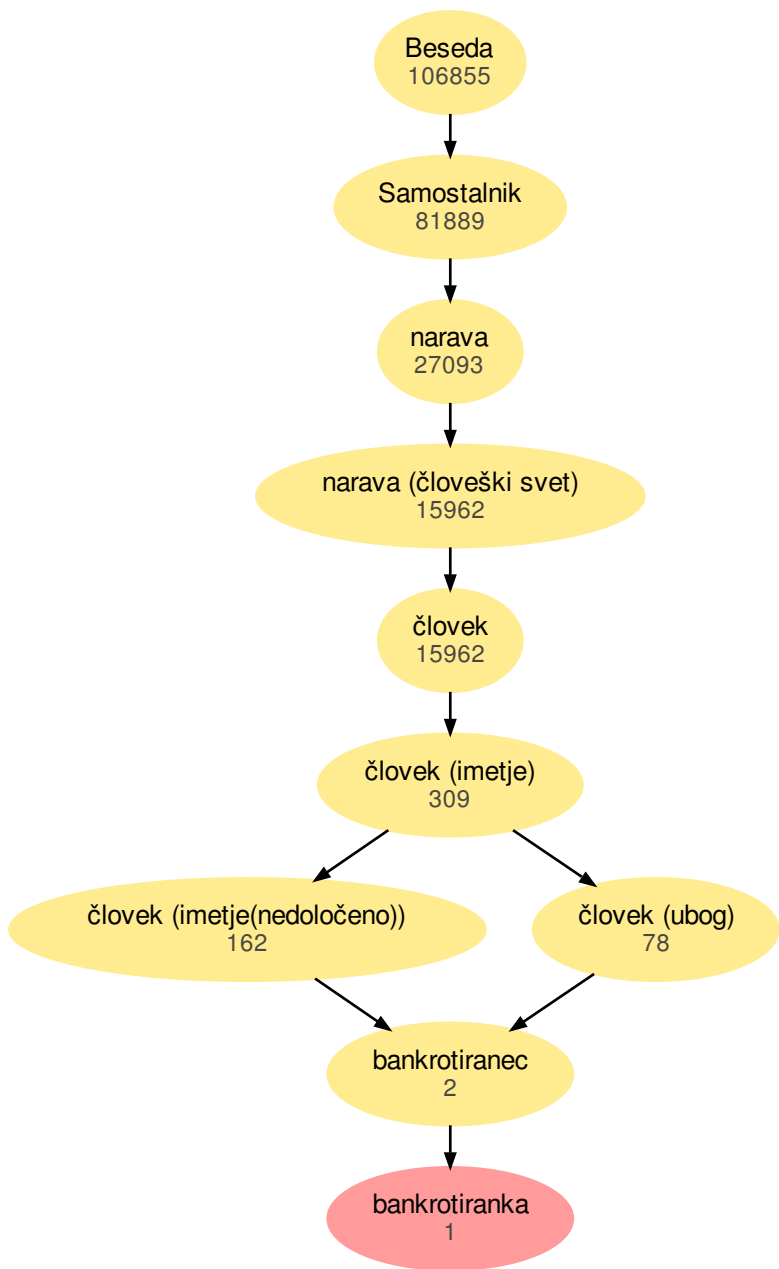 Beseda
106855
Samostalnik
81889
narava
27093
narava (človeški svet)
15962
človek
15962
človek (imetje)
309
človek (imetje(nedoločeno))
162
človek (ubog)
78
bankrotiranec
2
bankrotiranka
1